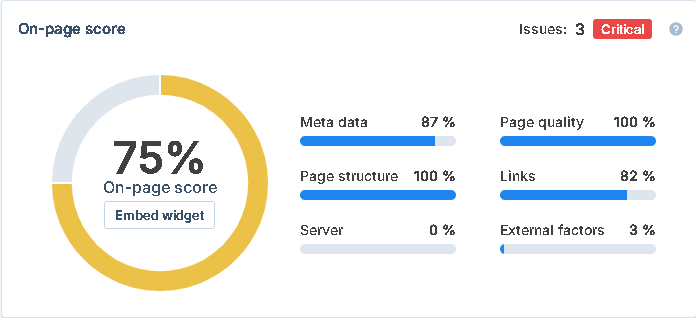 On-page score
Issues: 3 Critical ?
75%
On-page score
Embed widget
Meta data 87 %
Page quality 100 %
Page structure 100 %
Links 82 %
Server 0 %
External factors 3 %